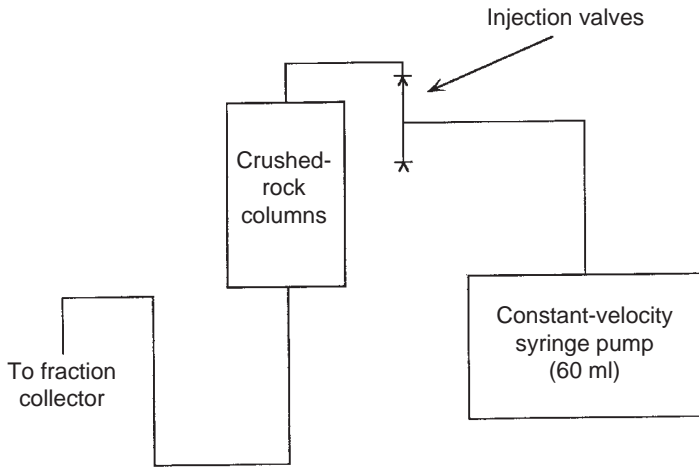 Injection valves
Crushed-
rock
columns
Constant-velocity
syringe pump
(60 ml)
To fraction
collector